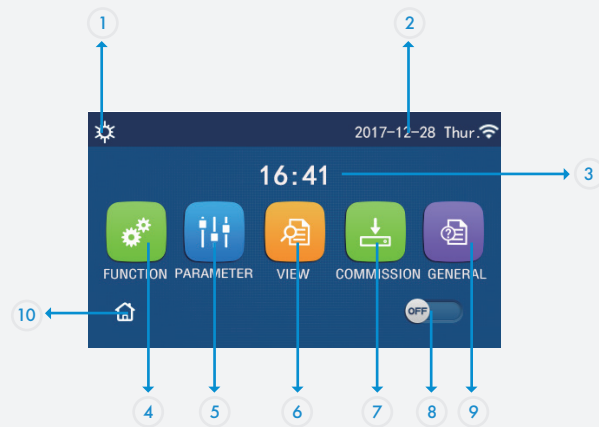 1 2
2017-12-28 Thur.
16:41
3
FUNCTION PARAMETER VIEW COMMISSION GENERAL
10
OFF
4 5 6 7 8 9